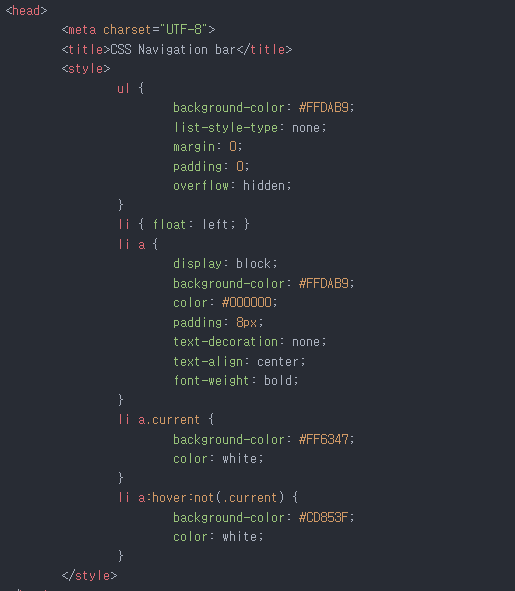 <head>
<meta charset="UTF-8">
<title>CSS Navigation bar</title>
<style>
ul {
background-color: #FFDAB9;
list-style-type: none;
margin: 0;
padding: 0;
overflow: hidden;
}
li { float: left; }
li a {
display: block;
background-color: #FFDAB9;
color: #000000;
padding: 8px;
text-decoration: none;
text-align: center;
font-weight: bold;
}
li a.current {
background-color: #FF6347;
color: white;
}
li a:hover:not(.current) {
background-color: #CD853F;
color: white;
}
</style>